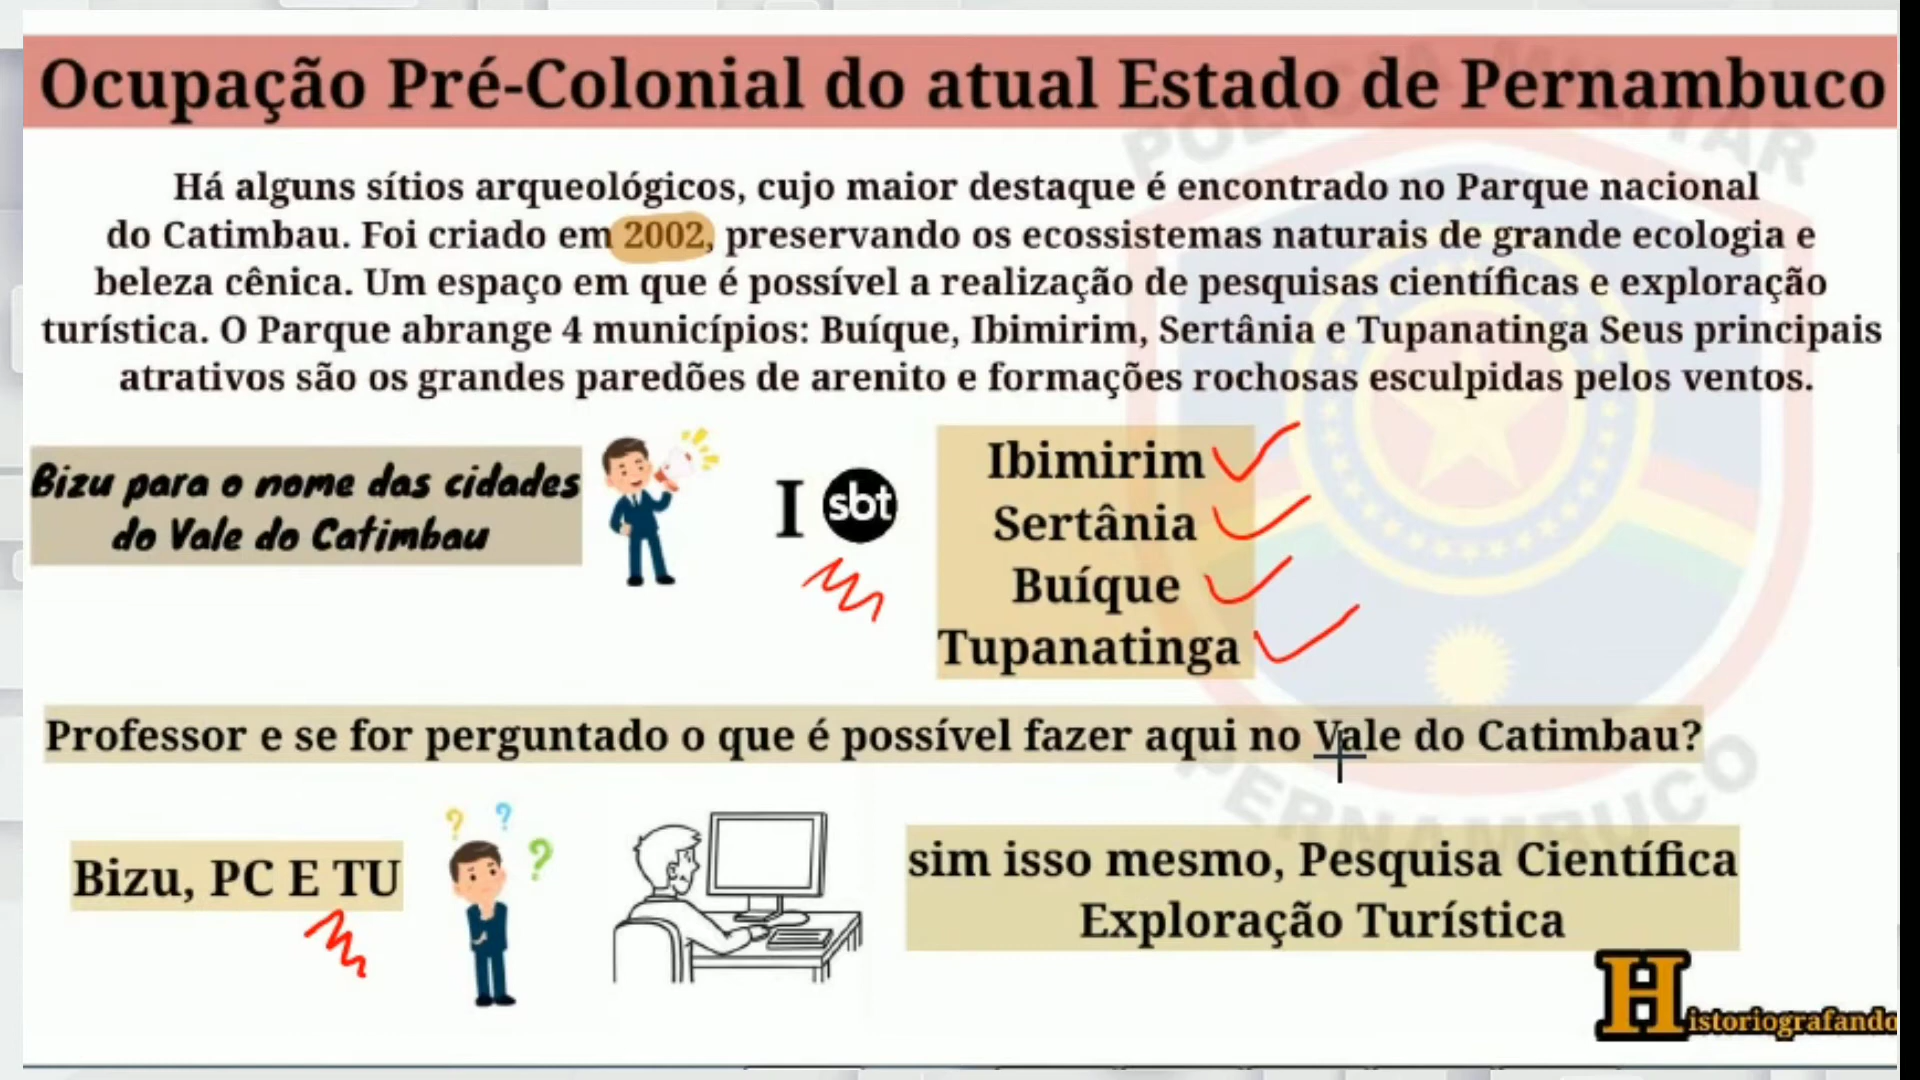 Ocupação Pré-Colonial do atual Estado de Pernambuco
Há alguns sítios arqueológicos, cujo maior destaque é encontrado no Parque nacional
do Catimbau. Foi criado em 2002, preservando os ecossistemas naturais de grande ecologia e
beleza cênica. Um espaço em que é possível a realização de pesquisas científicas e exploração
turística. O Parque abrange 4 municípios: Buíque, Ibimirim, Sertânia e Tupanatinga Seus principais
atrativos são os grandes paredões de arenito e formações rochosas esculpidas pelos ventos.
POLÍCIA MILITAR
Bizu para o nome das cidades
do Vale do Catimbau
I sbt
Ibimirim
Sertânia
Buíque
Tupanatinga
Professor e se for perguntado o que é possível fazer aqui no Vale do Catimbau?
PERNAMBUCO
Bizu, PC E TU
? ? ?
sim isso mesmo, Pesquisa Científica
Exploração Turística
Historiografando